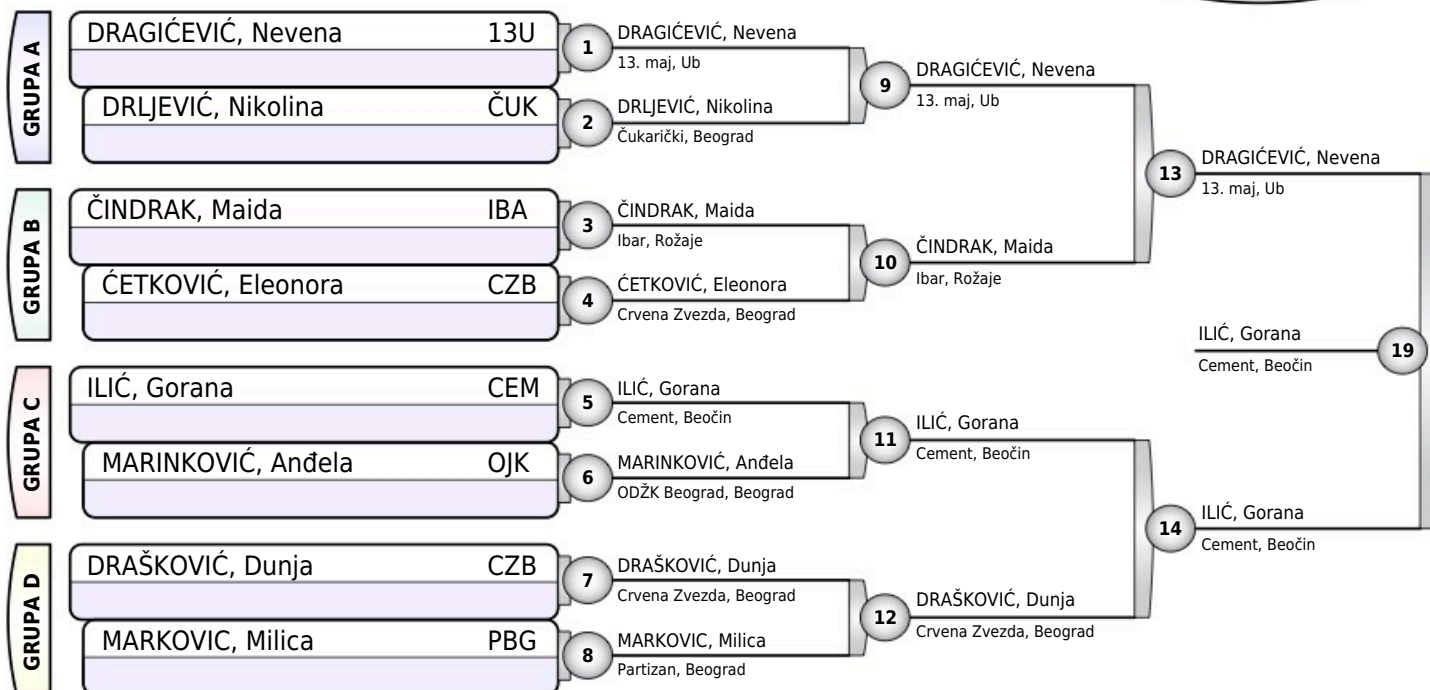 GRUPA A
DRAGIĆEVIĆ, Nevena 13U
DRLJEVIĆ, Nikolina ČUK
GRUPA B
ČINDRAK, Maida IBA
ĆETKOVIĆ, Eleonora CZB
GRUPA C
ILIĆ, Gorana CEM
MARINKOVIĆ, Anđela OJK
GRUPA D
DRAŠKOVIĆ, Dunja CZB
MARKOVIC, Milica PBG
1
DRAGIĆEVIĆ, Nevena
13. maj, Ub
2
DRLJEVIĆ, Nikolina
Čukarički, Beograd
3
ČINDRAK, Maida
Ibar, Rožaje
4
ĆETKOVIĆ, Eleonora
Crvena Zvezda, Beograd
5
ILIĆ, Gorana
Cement, Beočin
6
MARINKOVIĆ, Anđela
ODŽK Beograd, Beograd
7
DRAŠKOVIĆ, Dunja
Crvena Zvezda, Beograd
8
MARKOVIC, Milica
Partizan, Beograd
9
DRAGIĆEVIĆ, Nevena
13. maj, Ub
10
ČINDRAK, Maida
Ibar, Rožaje
11
ILIĆ, Gorana
Cement, Beočin
12
DRAŠKOVIĆ, Dunja
Crvena Zvezda, Beograd
13
DRAGIĆEVIĆ, Nevena
13. maj, Ub
14
ILIĆ, Gorana
Cement, Beočin
ILIĆ, Gorana
Cement, Beočin
19